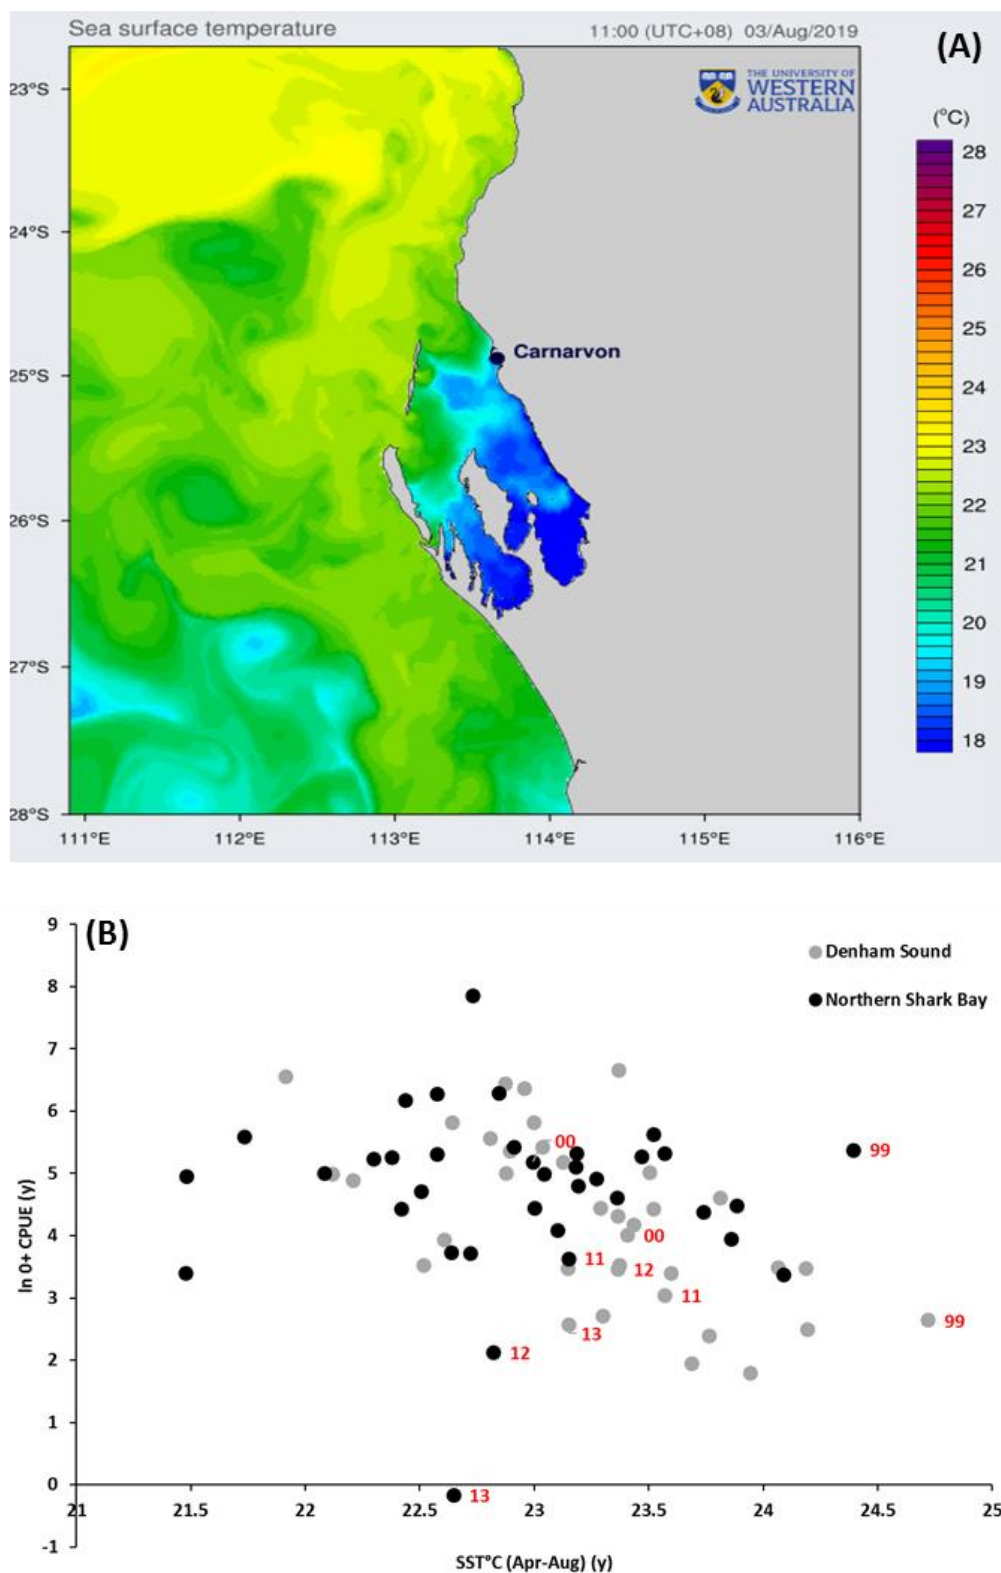 Sea surface temperature 11:00 (UTC+08) 03/Aug/2019 (A)
THE UNIVERSITY OF
WESTERN
AUSTRALIA
(°C)
28
27
26
25
24
23
22
21
20
19
18
23°S
24°S
25°S
26°S
27°S
28°S
Carnarvon
111°E 112°E 113°E 114°E 115°E 116°E
(B)
Denham Sound
Northern Shark Bay
9
8
7
6
5
4
3
2
1
0
-1
ln 0+ CPUE (y)
00
99
00
11
12
11
99
13
12
13
21 21.5 22 22.5 23 23.5 24 24.5 25
SST°C (Apr-Aug) (y)